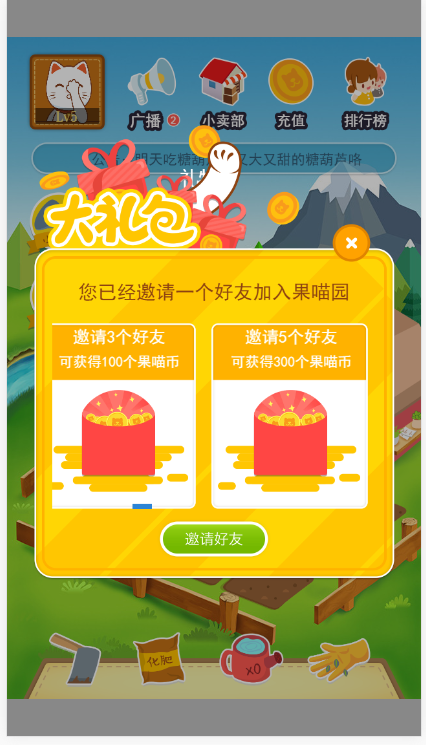 Lv5
广播 2
小卖部
充值
排行榜
明天吃糖葫
又大又甜的糖葫芦咯
大礼包
您已经邀请一个好友加入果喵园
邀请3个好友
可获得100个果喵币
邀请5个好友
可获得300个果喵币
邀请好友
化肥
x0